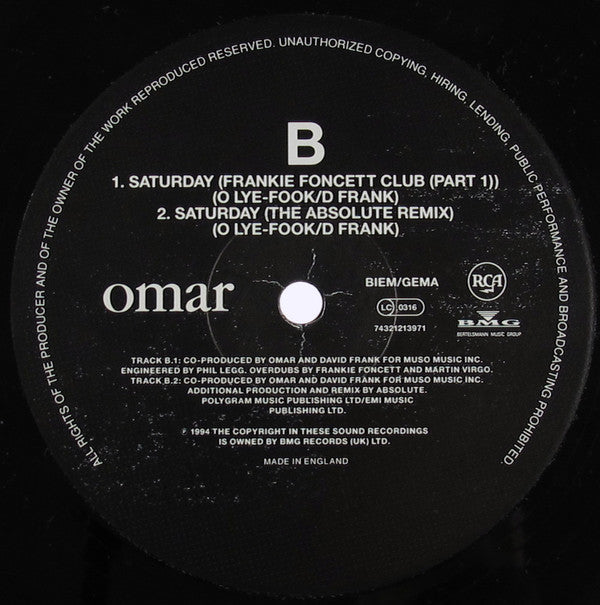 ALL RIGHTS OF THE PRODUCER AND OF THE OWNER OF THE WORK REPRODUCED RESERVED. UNAUTHORIZED COPYING, HIRING, LENDING, PUBLIC PERFORMANCE AND BROADCASTING PROHIBITED.
B
1. SATURDAY (FRANKIE FONCETT CLUB (PART 1))
(O LYE-FOOK/D FRANK)
2. SATURDAY (THE ABSOLUTE REMIX)
(O LYE-FOOK/D FRANK)
omar
BIEM/GEMA
LC 0316
74321213971
RCA
BMG
BERTELSMANN MUSIC GROUP
TRACK B.1: CO-PRODUCED BY OMAR AND DAVID FRANK FOR MUSO MUSIC INC.
ENGINEERED BY PHIL LEGG. OVERDUBS BY FRANKIE FONCETT AND MARTIN VIRGO.
TRACK B.2: CO-PRODUCED BY OMAR AND DAVID FRANK FOR MUSO MUSIC INC.
ADDITIONAL PRODUCTION AND REMIX BY ABSOLUTE.
POLYGRAM MUSIC PUBLISHING LTD/EMI MUSIC
PUBLISHING LTD.
℗ 1994 THE COPYRIGHT IN THESE SOUND RECORDINGS
IS OWNED BY BMG RECORDS (UK) LTD.
MADE IN ENGLAND